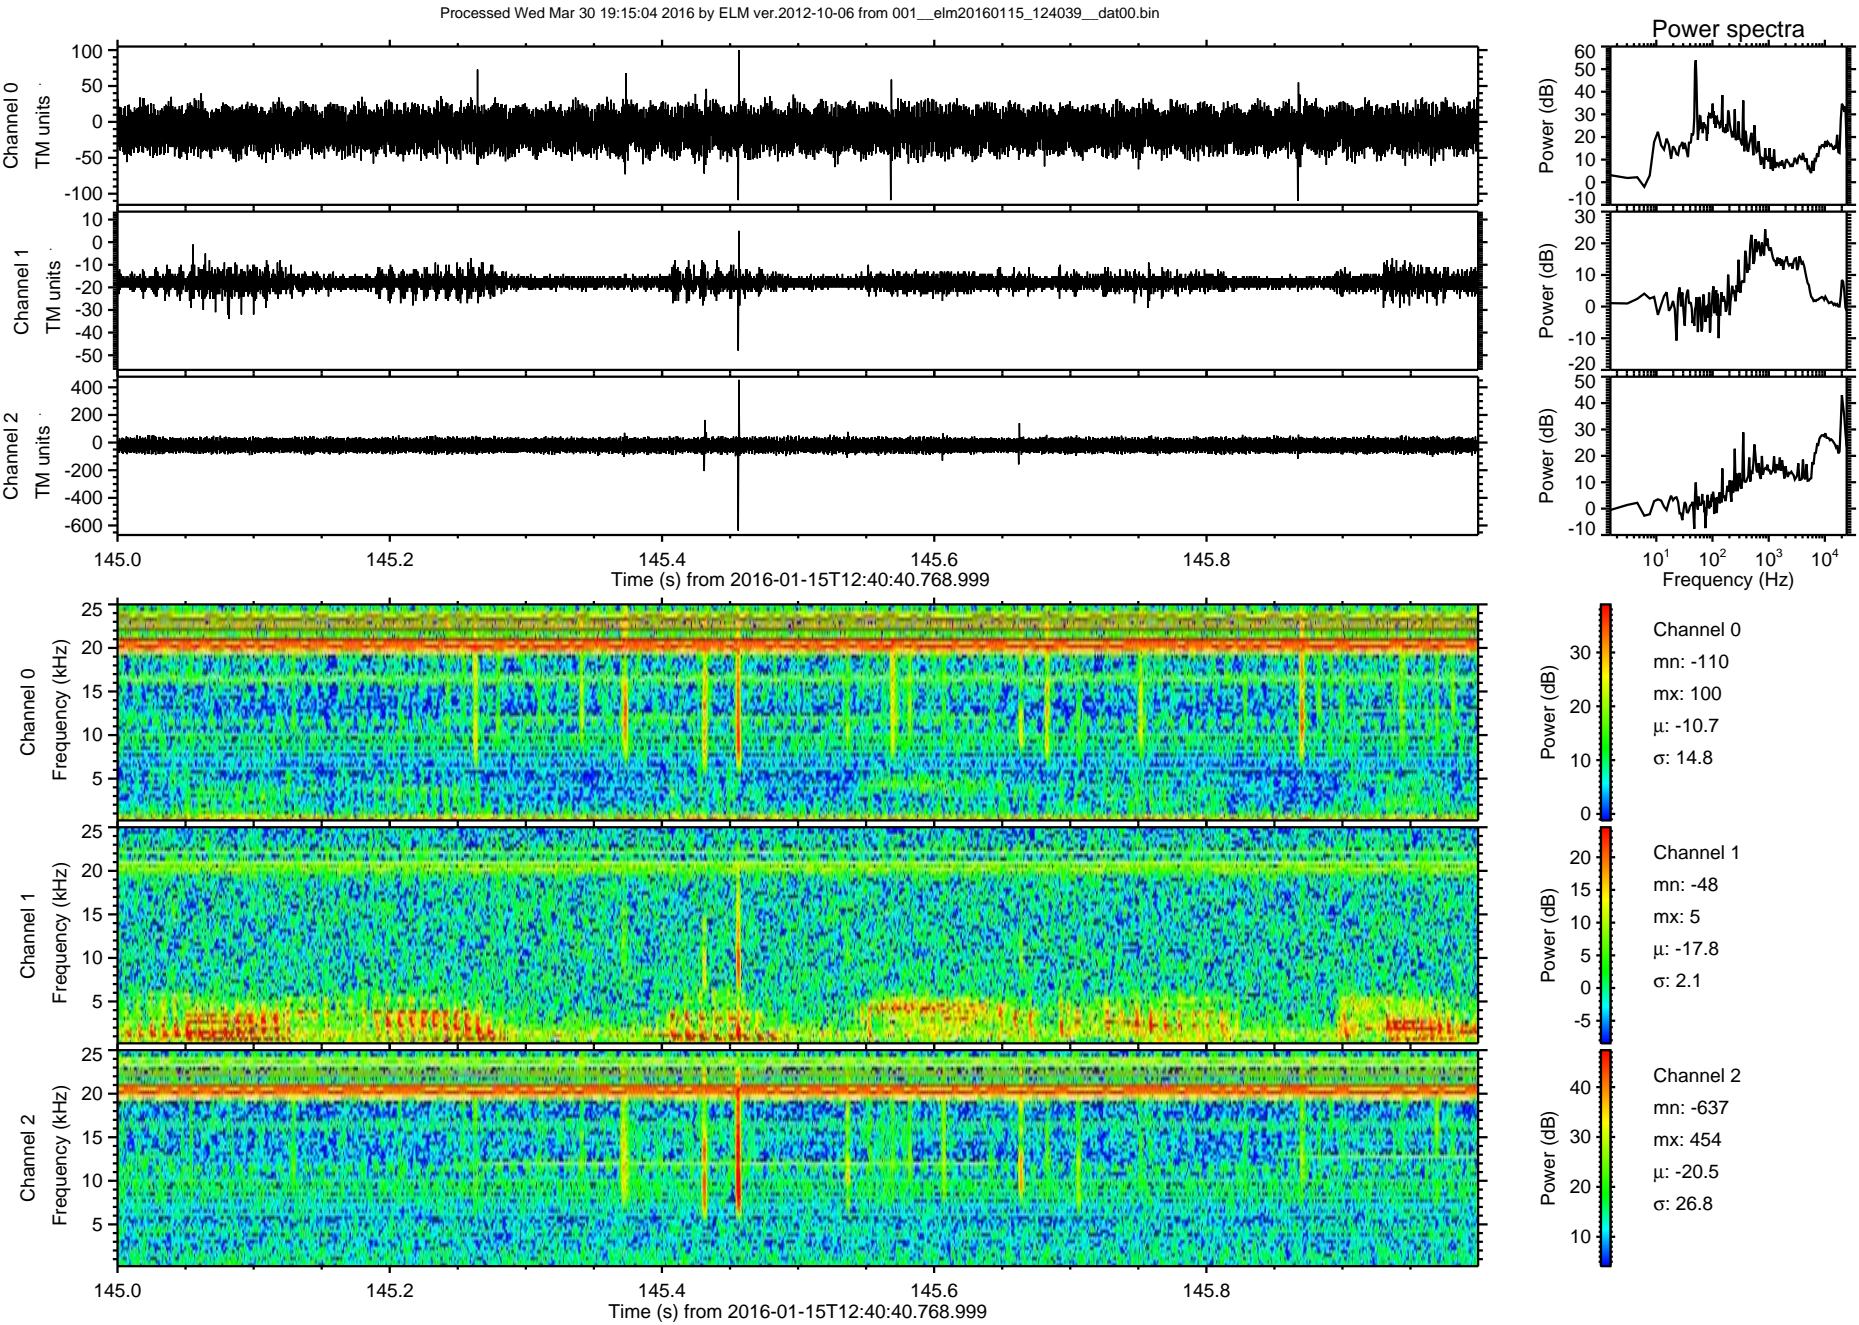 Processed Wed Mar 30 19:15:04 2016 by ELM ver.2012-10-06 from 001__elm20160115_124039__dat00.bin
Power spectra
Channel 0
TM units
100
50
0
-50
-100
Power (dB)
60
50
40
30
20
10
0
-10
Channel 1
TM units
10
0
-10
-20
-30
-40
-50
Power (dB)
30
20
10
0
-10
-20
Channel 2
TM units
400
200
0
-200
-400
-600
Power (dB)
50
40
30
20
10
0
-10
145.0 145.2 145.4 145.6 145.8
Time (s) from 2016-01-15T12:40:40.768.999
10¹ 10² 10³ 10⁴
Frequency (Hz)
Channel 0
Frequency (kHz)
25
20
15
10
5
Power (dB)
30
20
10
0
Channel 0
mn: -110
mx: 100
μ: -10.7
σ: 14.8
Channel 1
Frequency (kHz)
25
20
15
10
5
Power (dB)
20
15
10
5
0
-5
Channel 1
mn: -48
mx: 5
μ: -17.8
σ: 2.1
Channel 2
Frequency (kHz)
25
20
15
10
5
Power (dB)
40
30
20
10
Channel 2
mn: -637
mx: 454
μ: -20.5
σ: 26.8
145.0 145.2 145.4 145.6 145.8
Time (s) from 2016-01-15T12:40:40.768.999